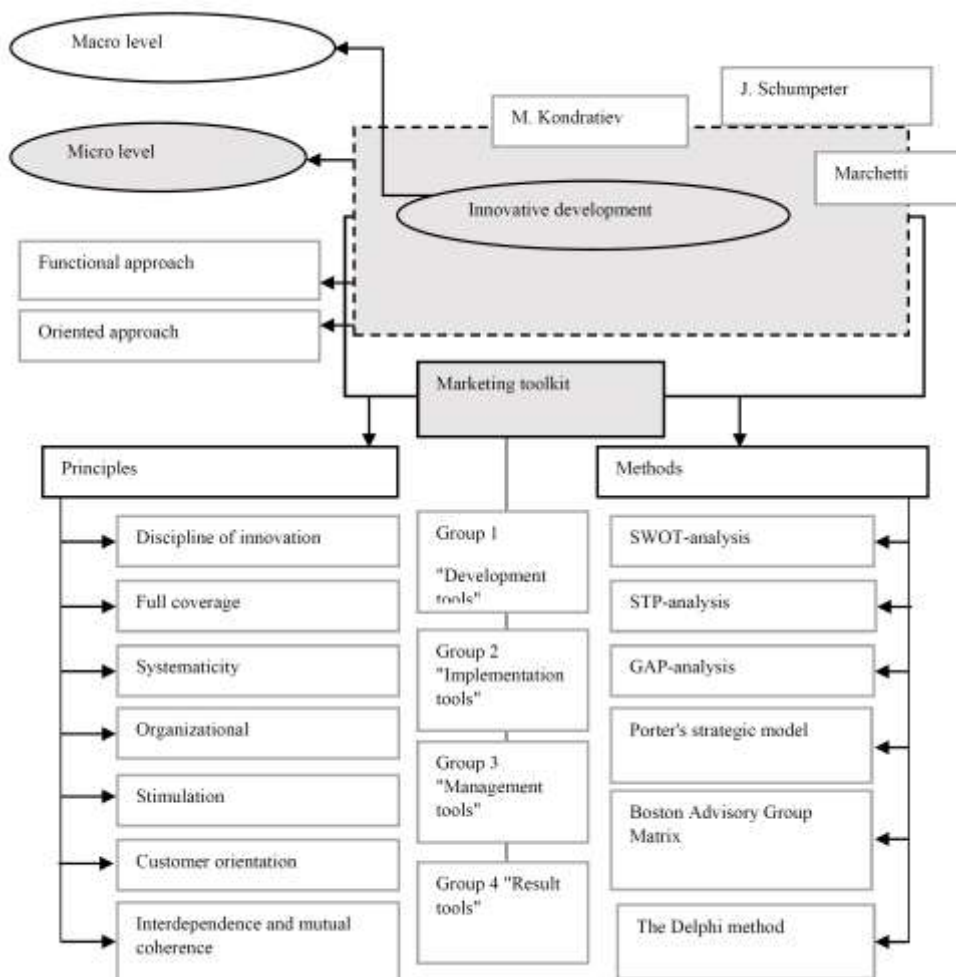 Macro level
J. Schumpeter
M. Kondratiev
Micro level
Marchetti
Innovative development
Functional approach
Oriented approach
Marketing toolkit
Principles
Methods
Discipline of innovation
Full coverage
Systematicity
Organizational
Stimulation
Customer orientation
Interdependence and mutual
coherence
Group 1
"Development
tools"
Group 2
"Implementation
tools"
Group 3
"Management
tools"
Group 4 "Result
tools"
SWOT-analysis
STP-analysis
GAP-analysis
Porter's strategic model
Boston Advisory Group
Matrix
The Delphi method